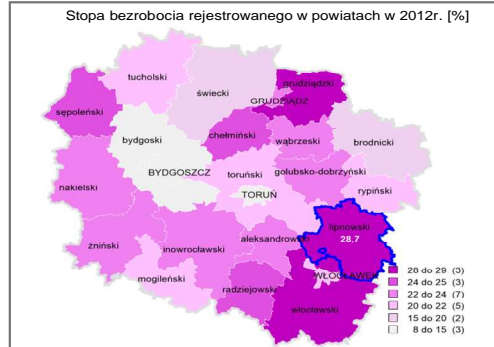 Stopa bezrobocia rejestrowanego w powiatach w 2012r. [%]
tucholski
świecki
grudziądzki
GRUDZIĄDZ
sępoleński
chełmiński
bydgoski
wąbrzeski
brodnicki
BYDGOSZCZ
toruński
golubsko-dobrzyński
nakielski
TORUŃ
rypiński
lipnowski
28,7
żniński
inowrocławski
aleksandrowski
WŁOCŁAWEK
mogileński
radziejowski
włocławski
26 do 29 (3)
24 do 25 (3)
22 do 24 (7)
20 do 22 (5)
15 do 20 (2)
8 do 15 (3)